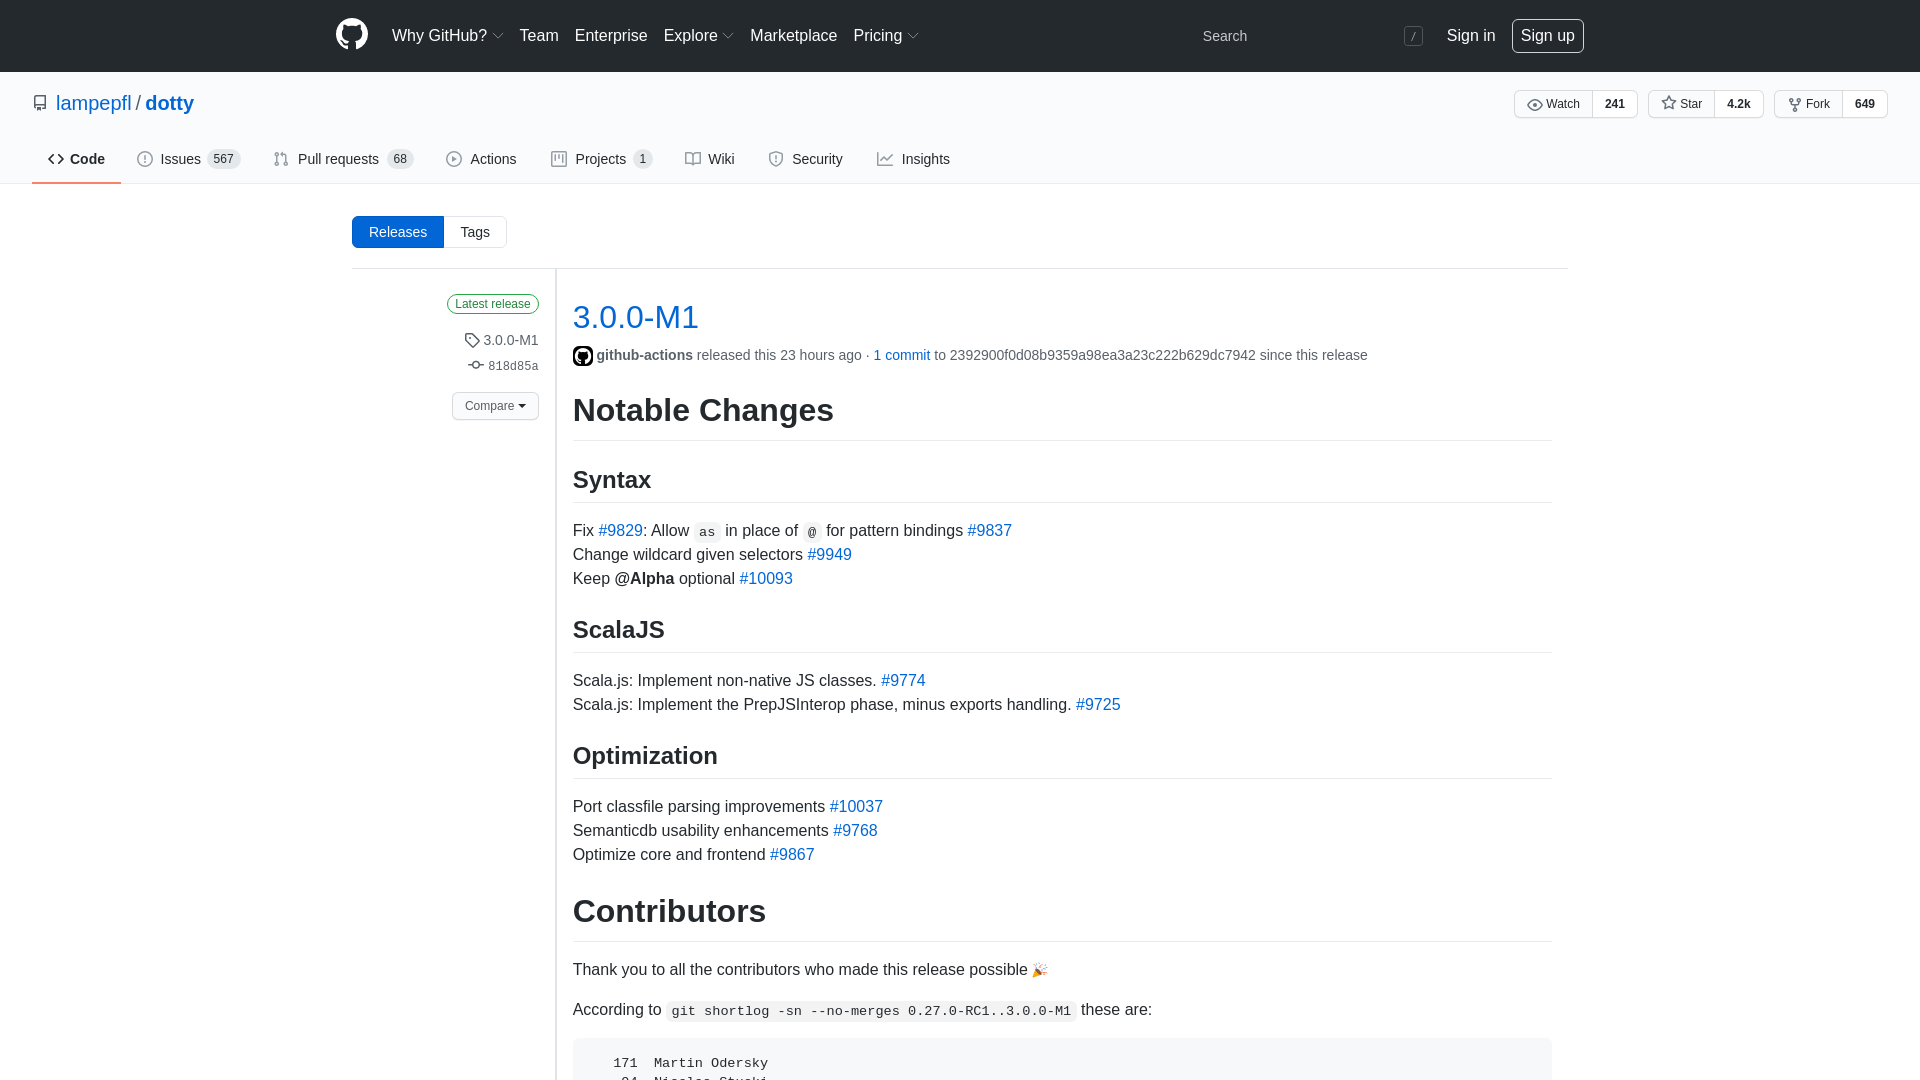 Why GitHub? Team Enterprise Explore Marketplace Pricing Search / Sign in Sign up
lampepfl / dotty Watch 241 Star 4.2k Fork 649
Code Issues 567 Pull requests 68 Actions Projects 1 Wiki Security Insights
Releases Tags
Latest release
3.0.0-M1
818d85a
Compare
3.0.0-M1
github-actions released this 23 hours ago · 1 commit to 2392900f0d08b9359a98ea3a23c222b629dc7942 since this release
Notable Changes
Syntax
Fix #9829: Allow as in place of @ for pattern bindings #9837
Change wildcard given selectors #9949
Keep @Alpha optional #10093
ScalaJS
Scala.js: Implement non-native JS classes. #9774
Scala.js: Implement the PrepJSInterop phase, minus exports handling. #9725
Optimization
Port classfile parsing improvements #10037
Semanticdb usability enhancements #9768
Optimize core and frontend #9867
Contributors
Thank you to all the contributors who made this release possible 🎉
According to git shortlog -sn --no-merges 0.27.0-RC1..3.0.0-M1 these are:
171 Martin Odersky